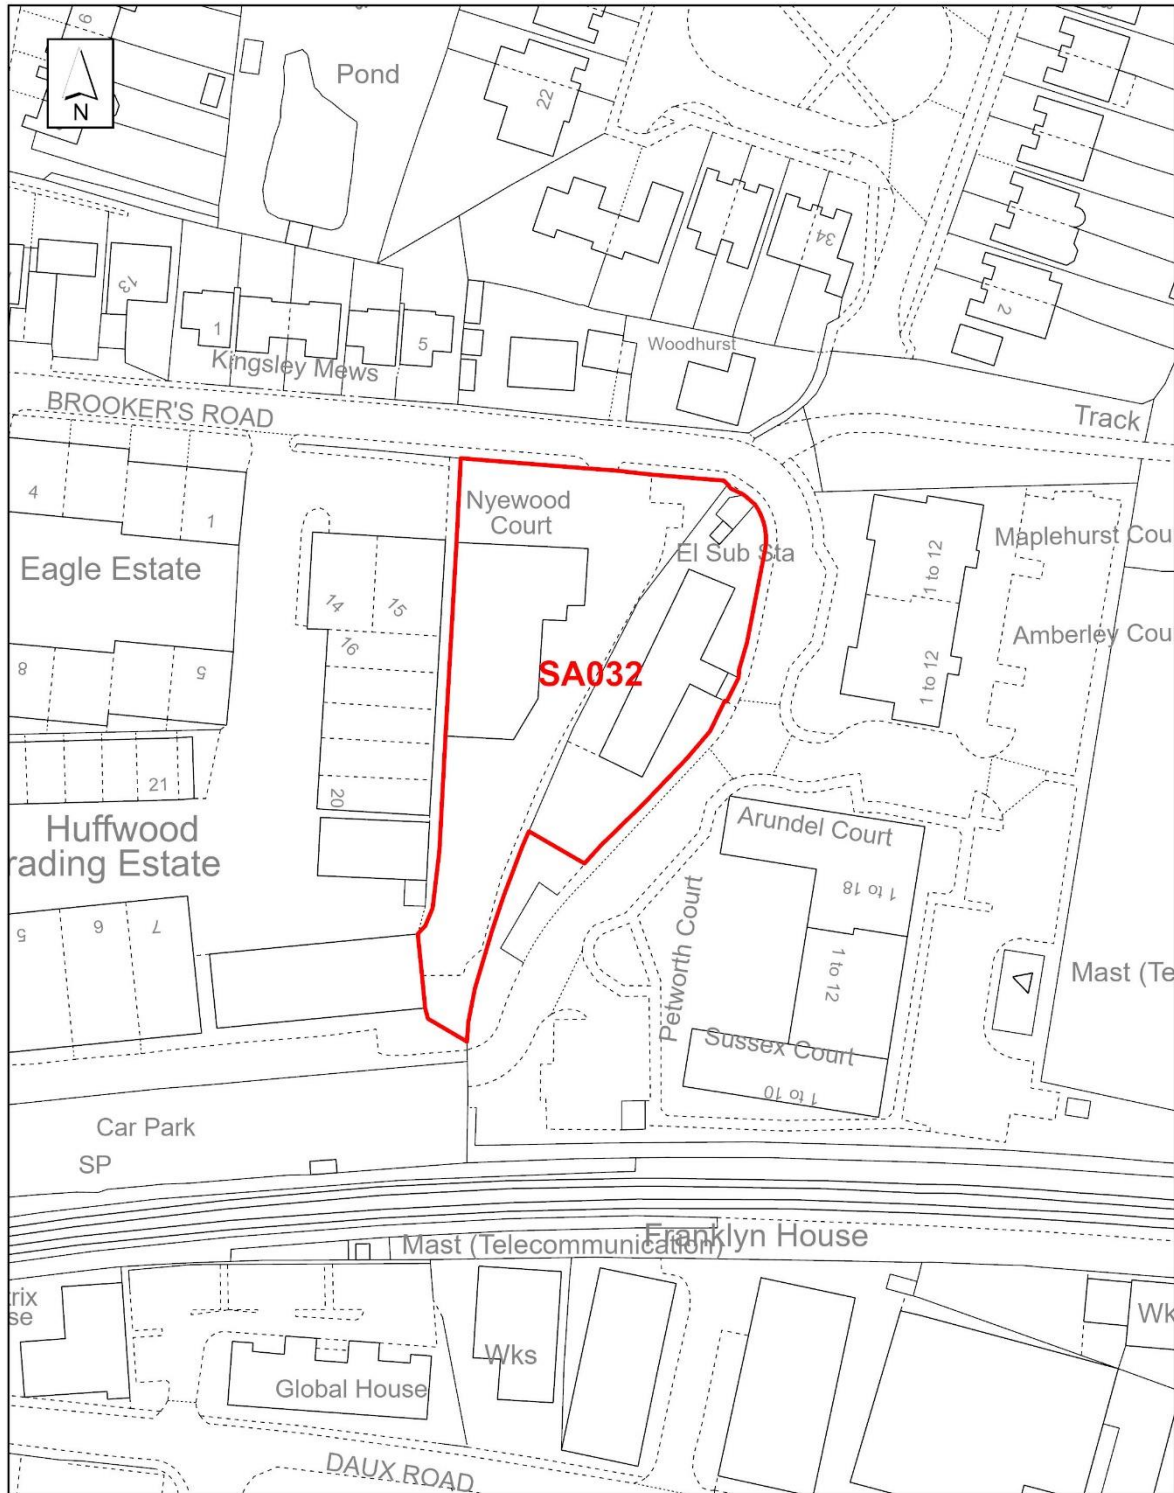 Pond
22
N
34
13
1
5
2
Kingsley Mews
Woodhurst
BROOKER'S ROAD
Track
4
1
Nyewood
Court
El Sub Sta
Eagle Estate
14
15
16
1 to 12
Maplehurst Cou
1 to 12
Amberley Cou
8
5
SA032
21
20
Huffwood
rading Estate
Arundel Court
1 to 18
5
6
7
Petworth Court
1 to 12
Mast (Te
Sussex Court
1 to 10
Car Park
SP
Franklyn House
Mast (Telecommunication)
trix
se
Wks
Wk
Global House
DAUX ROAD